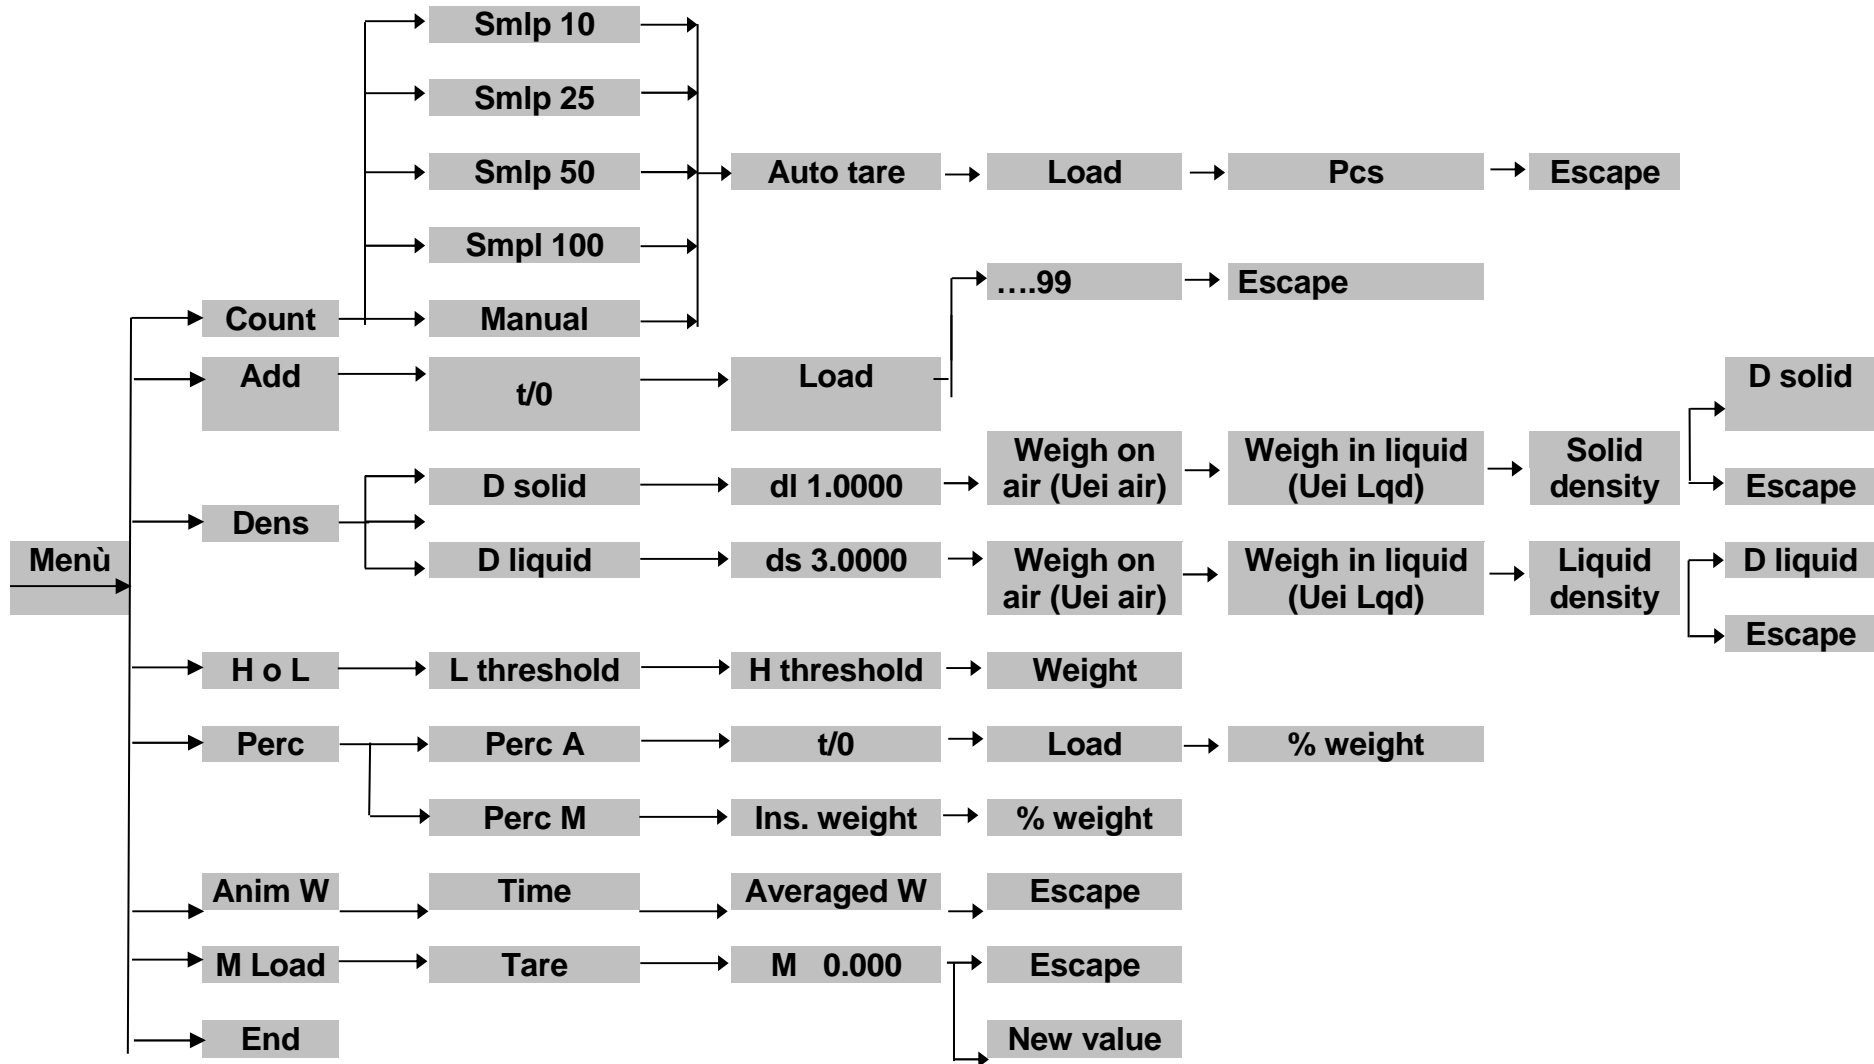 Smlp 10
Smlp 25
Smlp 50
Auto tare
Load
Pcs
Escape
Smpl 100
….99
Escape
Count
Manual
Add
t/0
Load
D solid
Dens
D solid
dl 1.0000
Weigh on
air (Uei air)
Weigh in liquid
(Uei Lqd)
Solid
density
Escape
Menù
D liquid
ds 3.0000
Weigh on
air (Uei air)
Weigh in liquid
(Uei Lqd)
Liquid
density
D liquid
Escape
H o L
L threshold
H threshold
Weight
Perc
Perc A
t/0
Load
% weight
Perc M
Ins. weight
% weight
Anim W
Time
Averaged W
Escape
M Load
Tare
M 0.000
Escape
End
New value